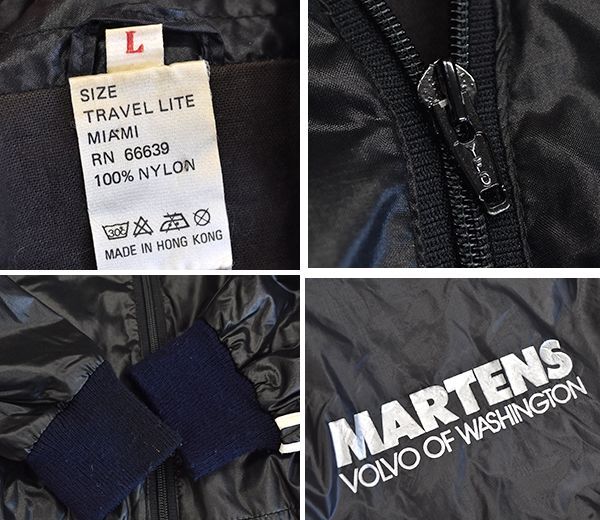 L
SIZE
TRAVEL LITE
MIAMI
RN 66639
100% NYLON
30°
MADE IN HONG KONG
MARTENS
VOLVO OF WASHINGTON